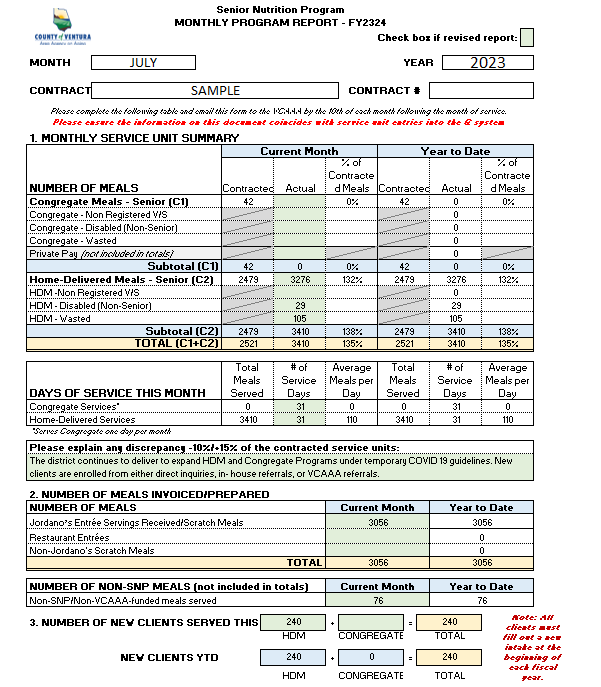 Senior Nutrition Program
MONTHLY PROGRAM REPORT - FY2324
COUNTY of VENTURA
AREA AGENCY ON AGING
Check box if revised report:
MONTH JULY YEAR 2023
CONTRACT SAMPLE CONTRACT #
Please complete the following table and email this form to the VCAAA by the 10th of each month following the month of service.
Please ensure the information on this document coincides with service unit entries into the Q system
1. MONTHLY SERVICE UNIT SUMMARY
Current Month Year to Date
NUMBER OF MEALS Contracted Actual % of Contracte d Meals Contracted Actual % of Contracte d Meals
Congregate Meals - Senior (C1) 42 0% 42 0 0%
Congregate - Non Registered V/S 0
Congregate - Disabled (Non-Senior) 0
Congregate - Wasted 0
Private Pay (not included in totals) 0
Subtotal (C1) 42 0 0% 42 0 0%
Home-Delivered Meals - Senior (C2) 2479 3276 132% 2479 3276 132%
HDM -Non Registered V/S 0
HDM - Disabled (Non-Senior) 29 29
HDM - Wasted 105 105
Subtotal (C2) 2479 3410 138% 2479 3410 138%
TOTAL (C1+C2) 2521 3410 135% 2521 3410 135%
DAYS OF SERVICE THIS MONTH Total Meals Served # of Service Days Average Meals per Day Total Meals Served # of Service Days Average Meals per Day
Congregate Services* 0 31 0 0 31 0
Home-Delivered Services 3410 31 110 3410 31 110
*Serves Congregate one day per month
Please explain any discrepancy -10%/+15% of the contracted service units:
The district continues to deliver to expand HDM and Congregate Programs under temporary COVID 19 guidelines. New
clients are enrolled from either direct inquiries, in- house referrals, or VCAAA referrals.
2. NUMBER OF MEALS INVOICED/PREPARED
NUMBER OF MEALS Current Month Year to Date
Jordano's Entrée Servings Received/Scratch Meals 3056 3056
Restaurant Entrées 0
Non-Jordano's Scratch Meals 0
TOTAL 3056 3056
NUMBER OF NON-SNP MEALS (not included in totals) Current Month Year to Date
Non-SNP/Non-VCAAA-funded meals served 76 76
3. NUMBER OF NEW CLIENTS SERVED THIS 240 + = 240
HDM CONGREGATE TOTAL
NEW CLIENTS YTD 240 + 0 = 240
HDM CONGREGATE TOTAL
Note: All
clients must
fill out a new
intake at the
beginning of
each fiscal
year.